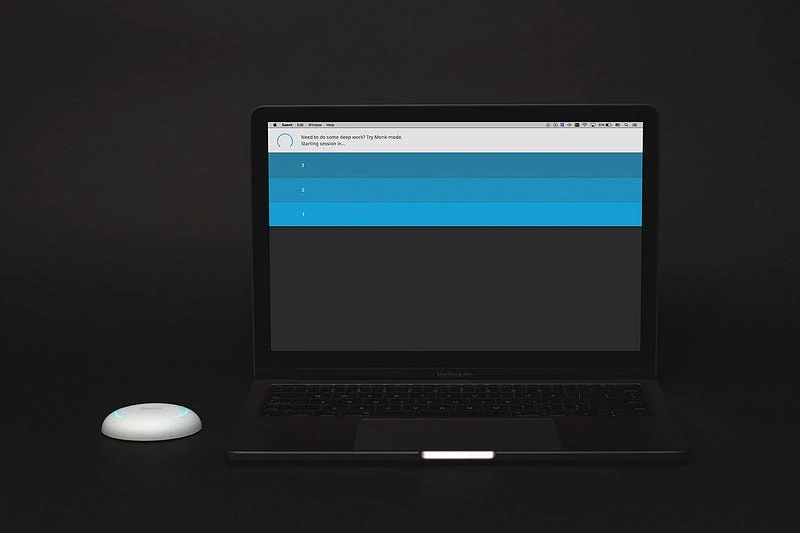 Saent Edit Window Help
Need to do some deep work? Try Monk-mode.
Starting session in...
3
2
1
MacBook Pro